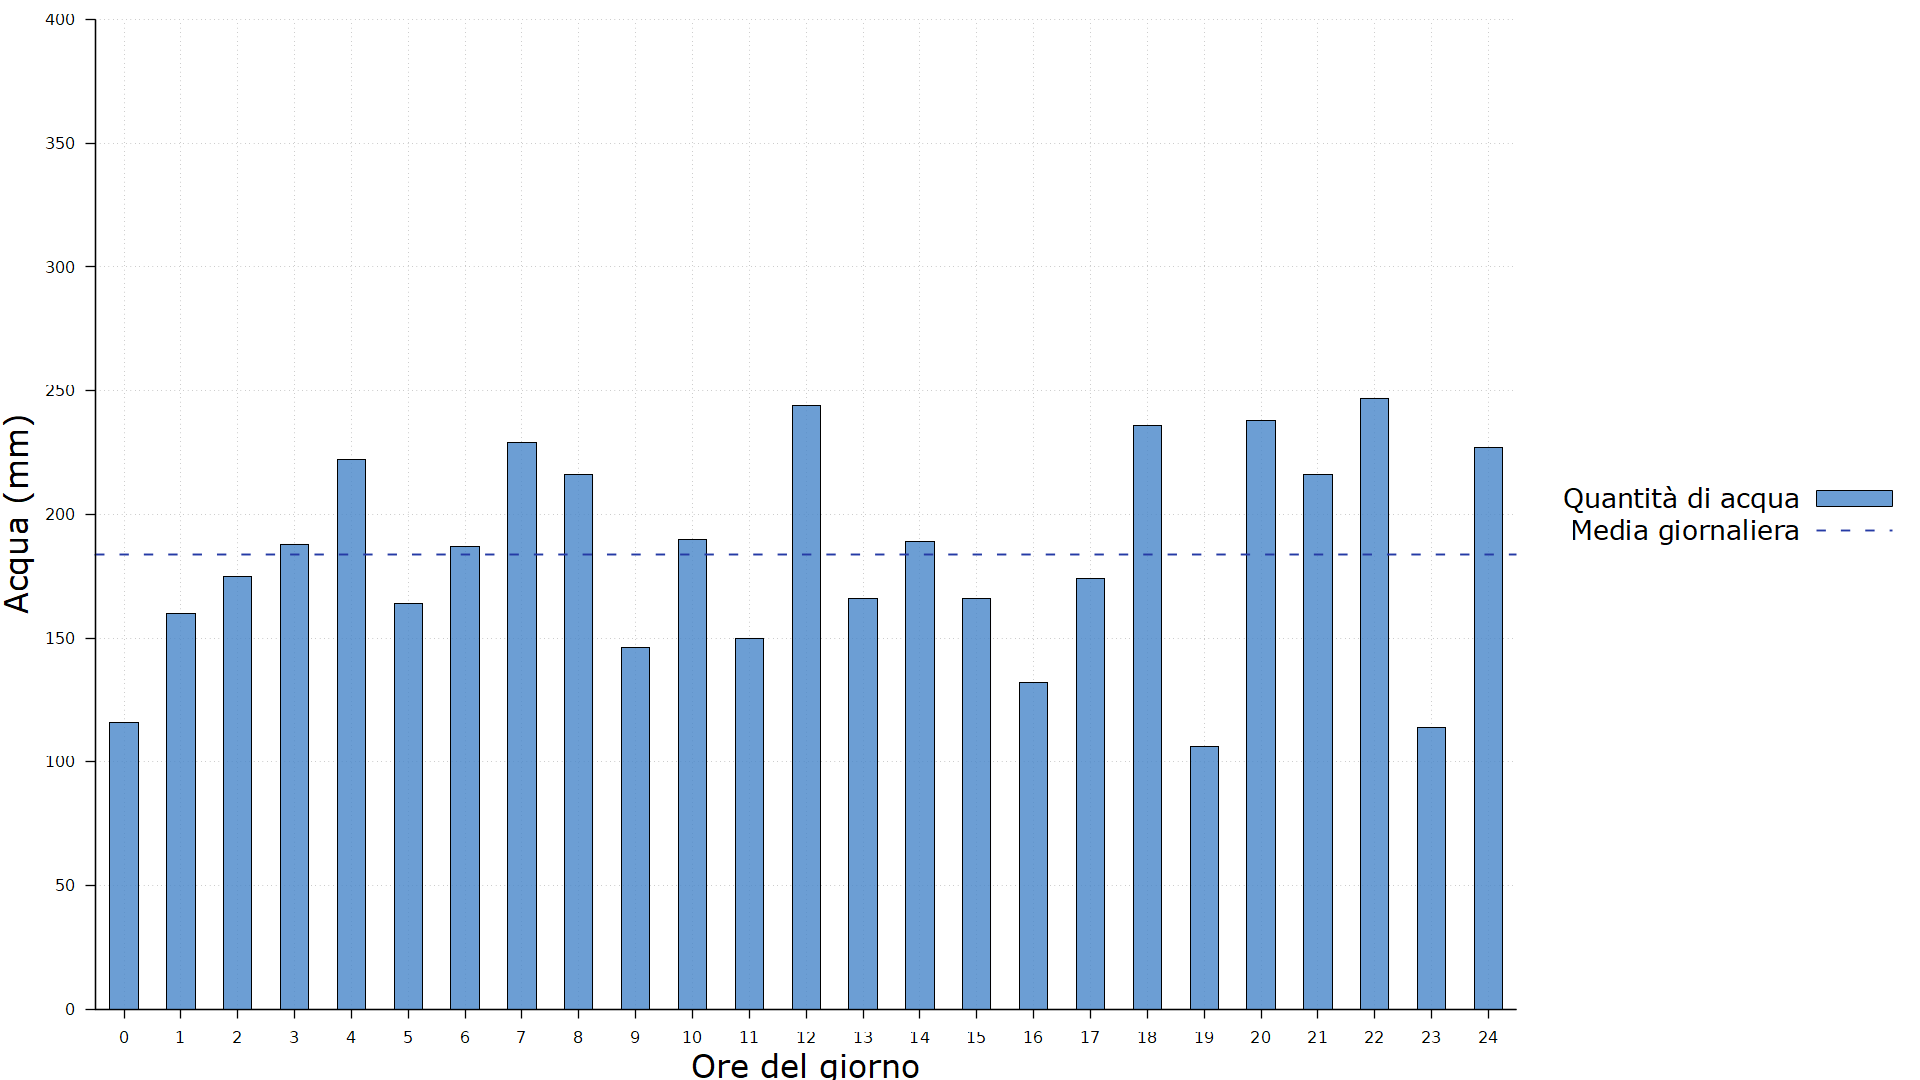 400
350
300
250
200
150
100
50
0
Acqua (mm)
0 1 2 3 4 5 6 7 8 9 10 11 12 13 14 15 16 17 18 19 20 21 22 23 24
Ore del giorno
Quantità di acqua
Media giornaliera